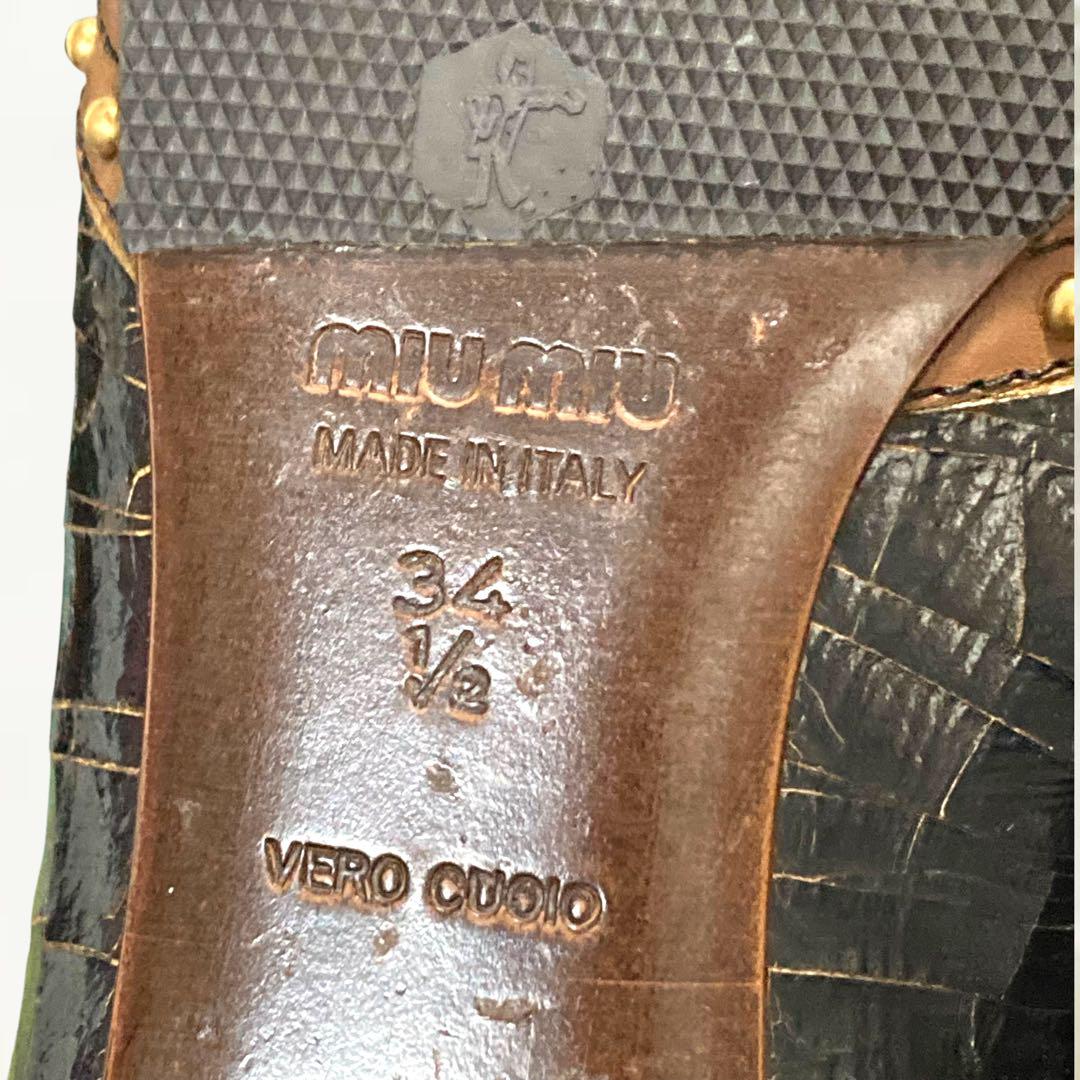 MIU MIU
MADE IN ITALY
34
1/2
VERO CUOIO